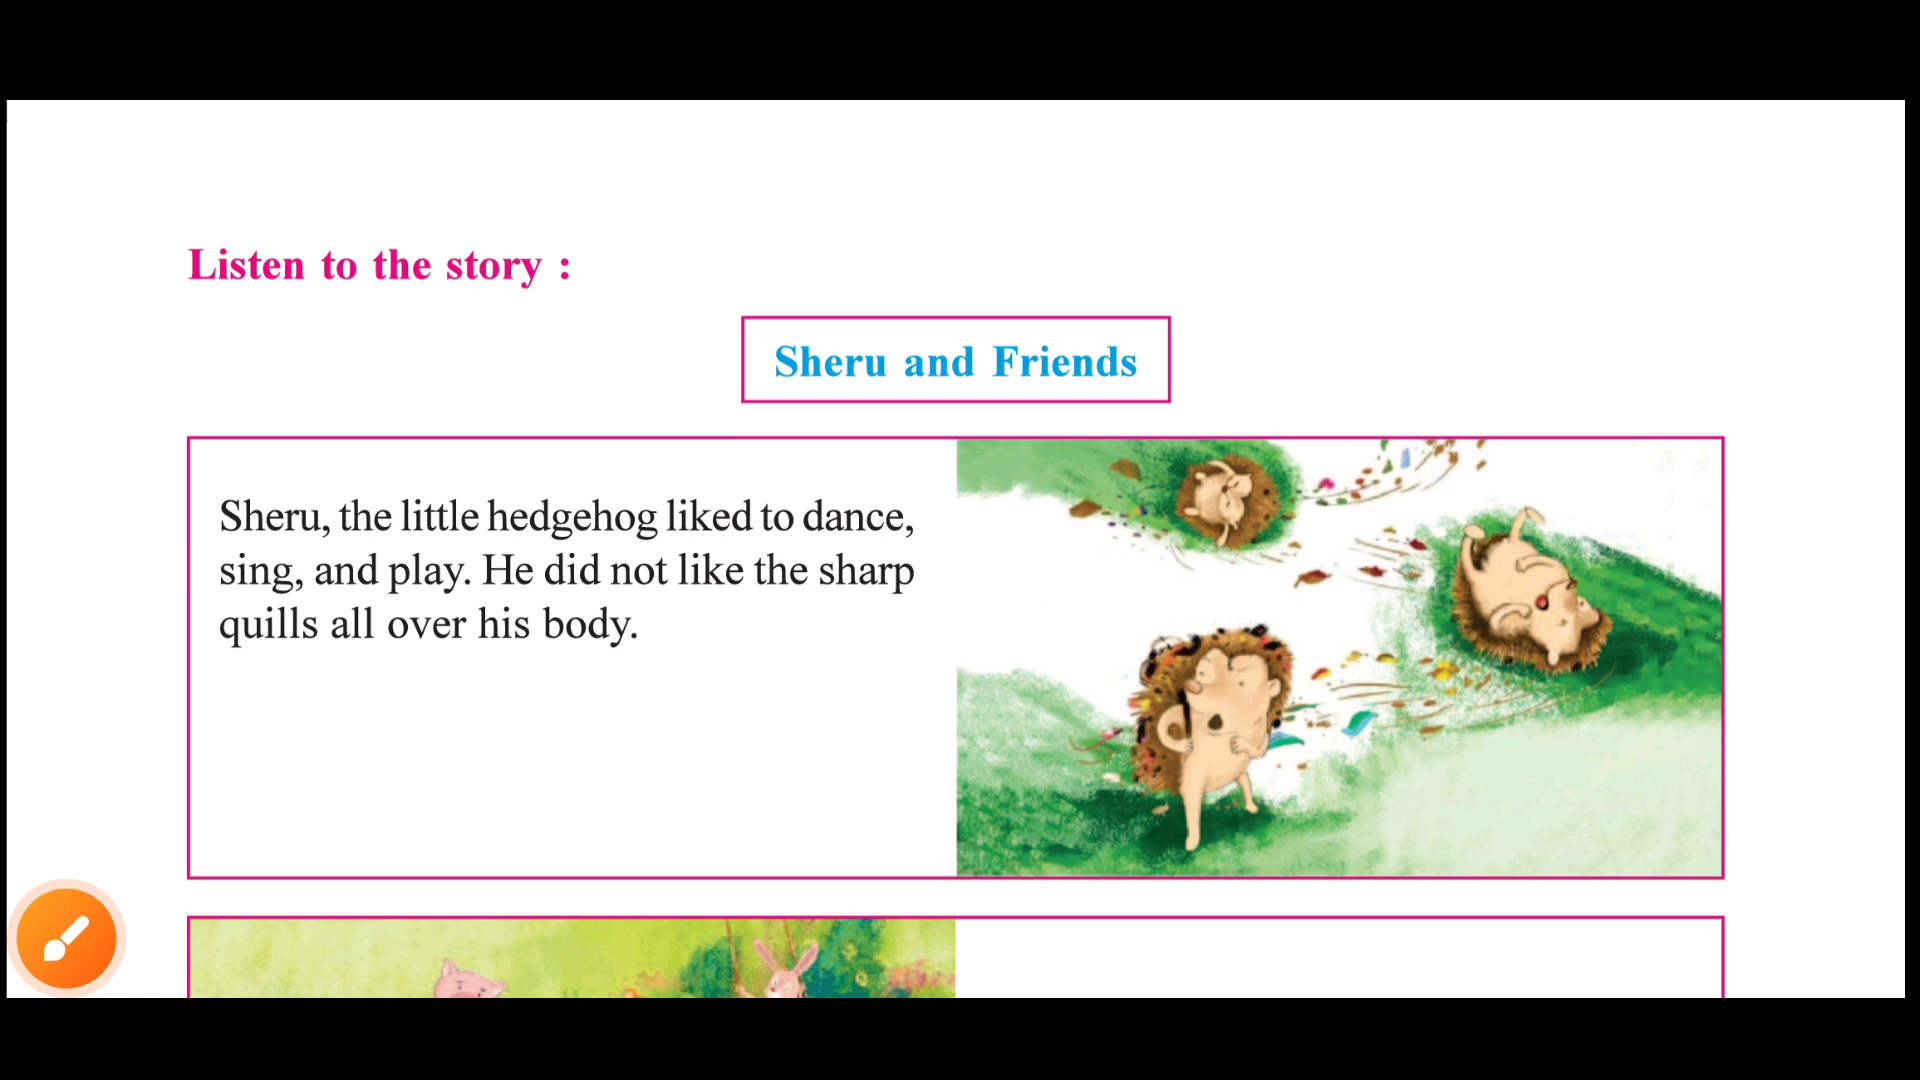 Listen to the story :
Sheru and Friends
Sheru, the little hedgehog liked to dance,
sing, and play. He did not like the sharp
quills all over his body.